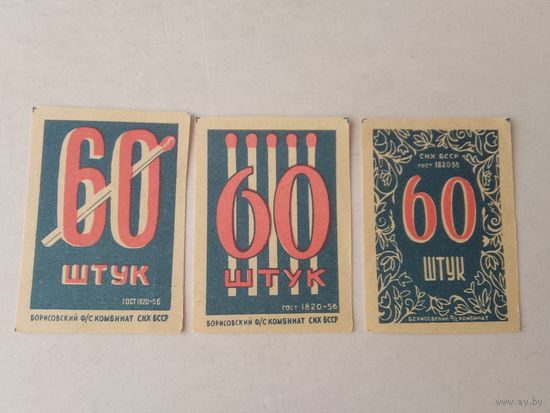 60
ШТУК
ГОСТ 1820-56
БОРИСОВСКИЙ Ф/С КОМБИНАТ СНХ БССР
60
ШТУК
ГОСТ 1820-56
БОРИСОВСКИЙ Ф/С КОМБИНАТ СНХ БССР
СНХ БССР
ГОСТ 1820-56
60
ШТУК
БОРИСОВСКИЙ Ф/С КОМБИНАТ
www.ay.by